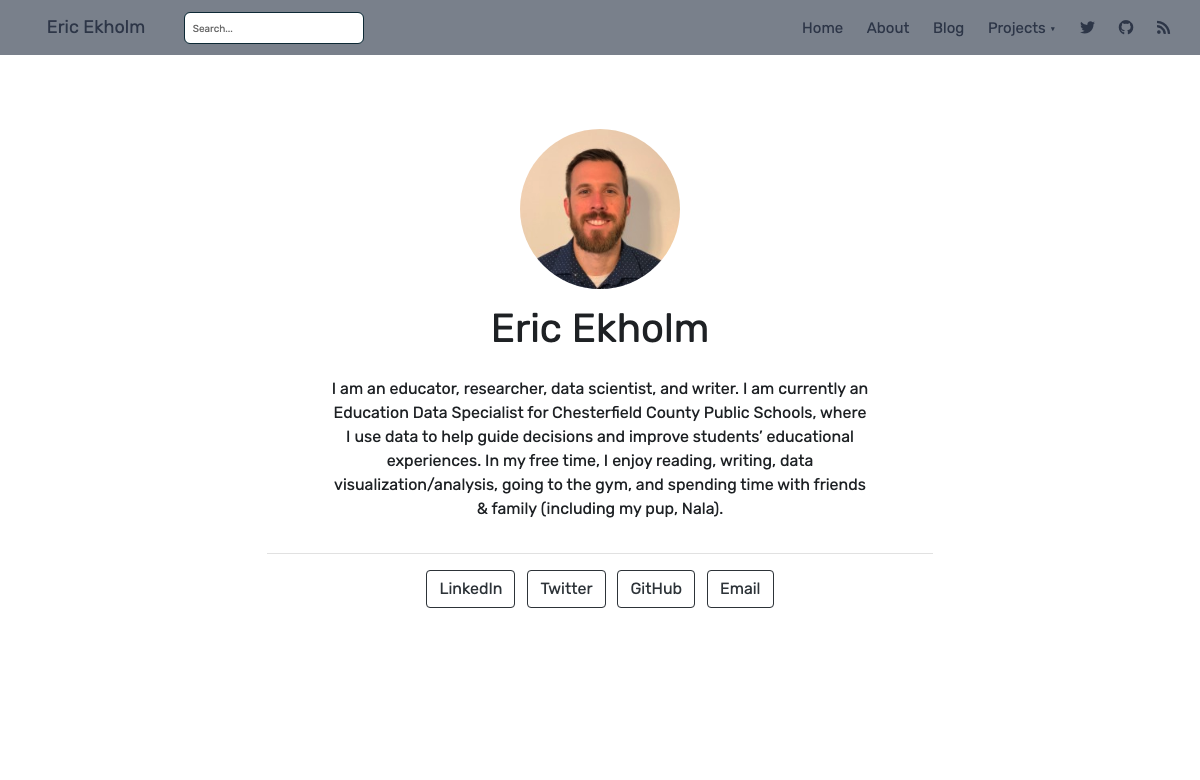 Eric Ekholm
Search...
Home About Blog Projects ▾
Eric Ekholm
I am an educator, researcher, data scientist, and writer. I am currently an
Education Data Specialist for Chesterfield County Public Schools, where
I use data to help guide decisions and improve students’ educational
experiences. In my free time, I enjoy reading, writing, data
visualization/analysis, going to the gym, and spending time with friends
& family (including my pup, Nala).
LinkedIn Twitter GitHub Email